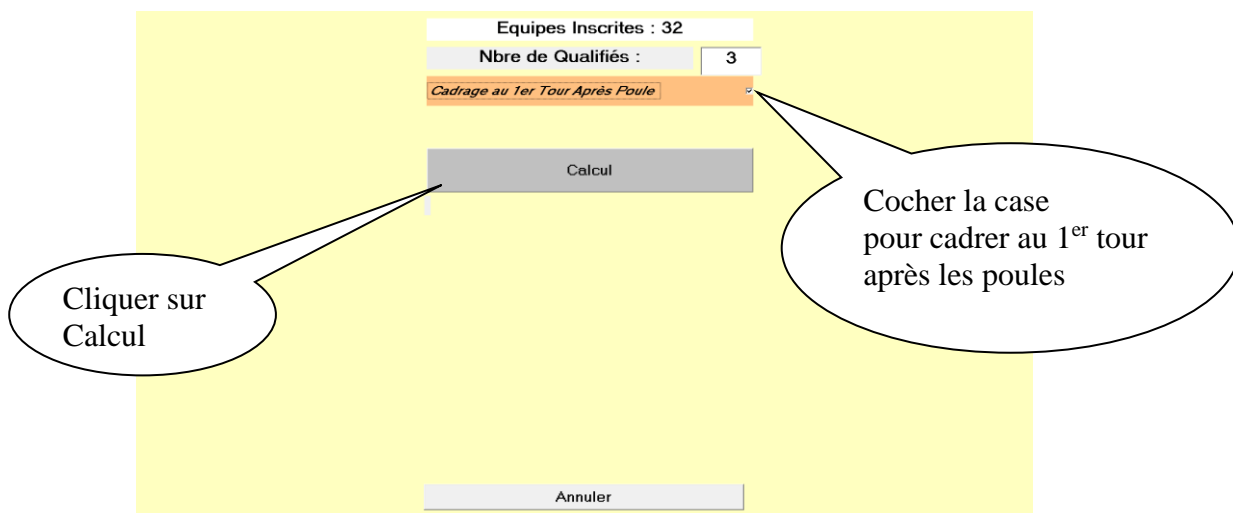 Equipes Inscrites : 32
Nbre de Qualifiés : 3
Cadrage au 1er Tour Après Poule
Calcul
Cocher la case
pour cadrer au 1er tour
après les poules
Cliquer sur
Calcul
Annuler